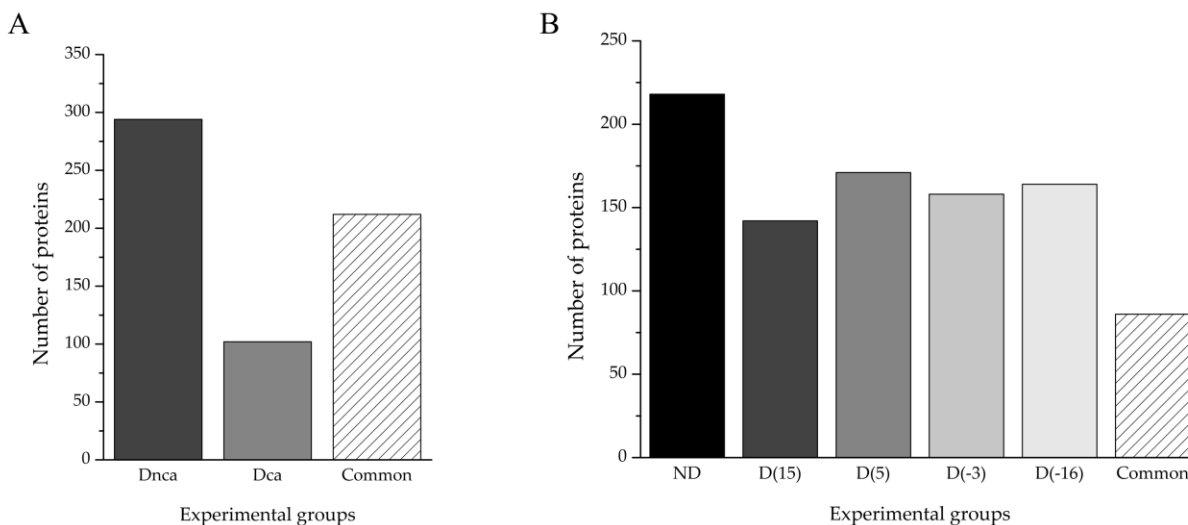 A
350
300
250
200
150
100
50
0
Number of proteins
Dnca Dca Common
Experimental groups
B
250
200
150
100
50
0
Number of proteins
ND D(15) D(5) D(-3) D(-16) Common
Experimental groups